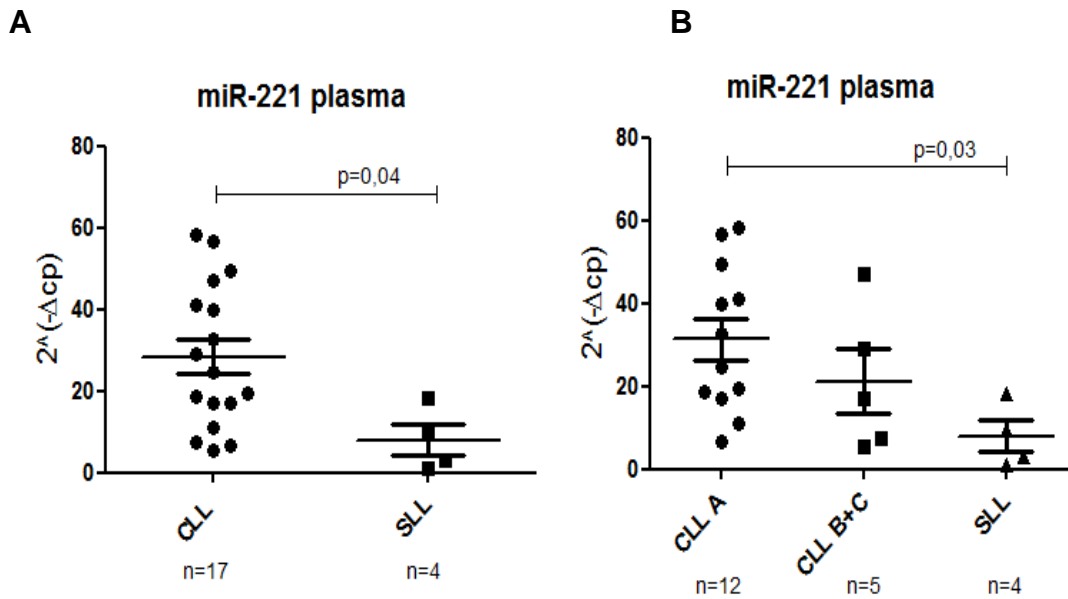 A
miR-221 plasma
80
60
40
20
0
2^(-Δcp)
p=0,04
CLL
SLL
n=17
n=4
B
miR-221 plasma
80
60
40
20
0
2^(-Δcp)
p=0,03
CLL A
CLL B+C
SLL
n=12
n=5
n=4